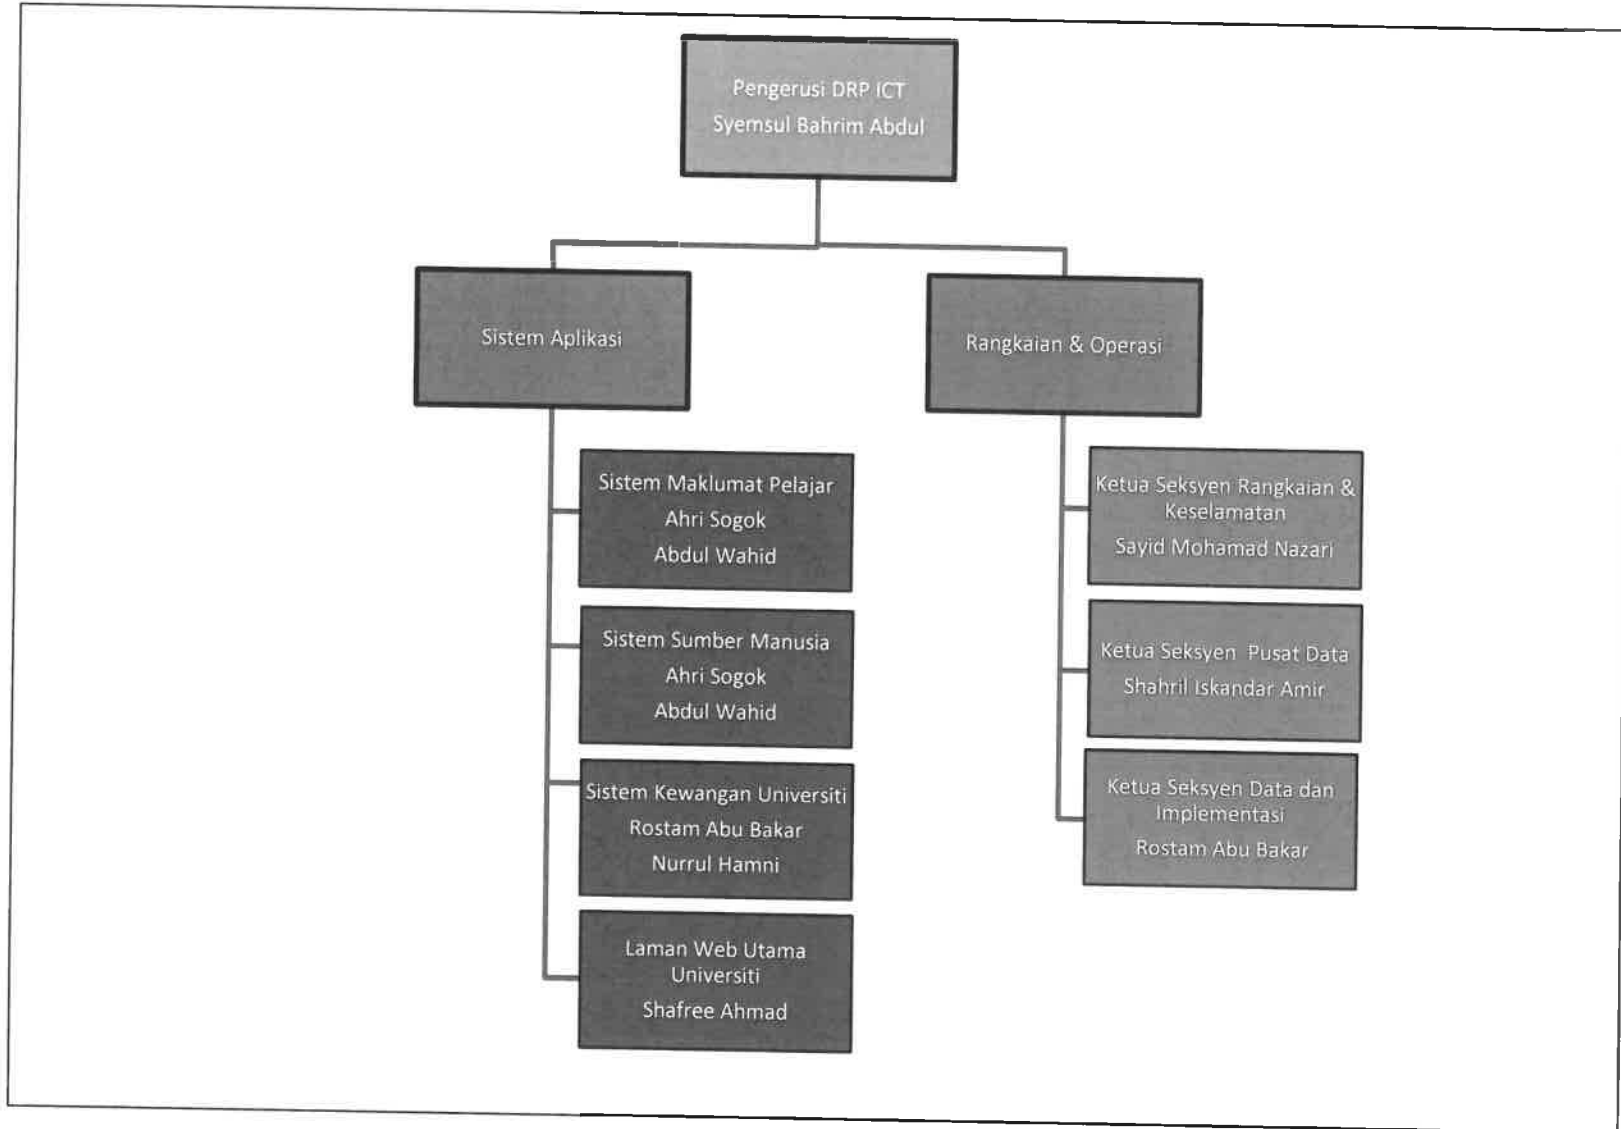 Pengerusi DRP ICT
Syemsul Bahrim Abdul
Sistem Aplikasi
Rangkaian & Operasi
Sistem Maklumat Pelajar
Ahri Sogok
Abdul Wahid
Sistem Sumber Manusia
Ahri Sogok
Abdul Wahid
Sistem Kewangan Universiti
Rostam Abu Bakar
Nurrul Hamni
Laman Web Utama
Universiti
Shafree Ahmad
Ketua Seksyen Rangkaian &
Keselamatan
Sayid Mohamad Nazari
Ketua Seksyen Pusat Data
Shahril Iskandar Amir
Ketua Seksyen Data dan
Implementasi
Rostam Abu Bakar